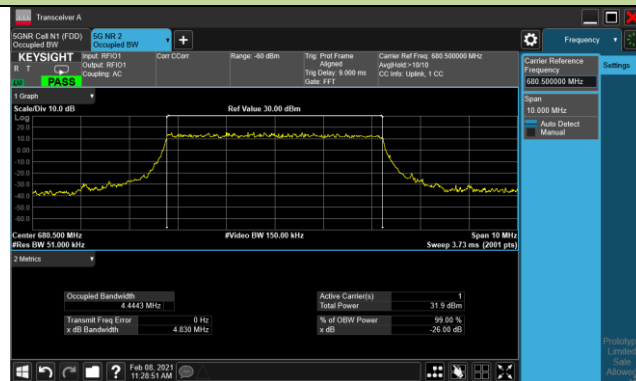 Transceiver A
5GNR Cell N1 (FDD)
Occupied BW
5G NR 2
Occupied BW
Frequency
KEYSIGHT
R T
PASS
Input: RFIO1
Output: RFIO1
Coupling: AC
Corr CCorr
Range: -60 dBm
Trig: Prot Frame
Aligned
Trig Delay: 9.000 ms
Gate: FFT
Carrier Ref Freq: 680.500000 MHz
Avg|Hold:>10/10
CC Info: Uplink, 1 CC
Carrier Reference
Frequency
680.500000 MHz
Settings
Span
10.000 MHz
Auto Detect
Manual
1 Graph
Scale/Div 10.0 dB
Ref Value 30.00 dBm
Log
20.0
10.0
0.00
-10.0
-20.0
-30.0
-40.0
-50.0
-60.0
Center 680.500 MHz
#Video BW 150.00 kHz
Span 10 MHz
#Res BW 51.000 kHz
Sweep 3.73 ms (2001 pts)
2 Metrics
Occupied Bandwidth
4.4443 MHz
Active Carrier(s) 1
Total Power 31.9 dBm
Transmit Freq Error 0 Hz
x dB Bandwidth 4.830 MHz
% of OBW Power 99.00 %
x dB -26.00 dB
Feb 08, 2021
11:28:51 AM
Limited
Sale